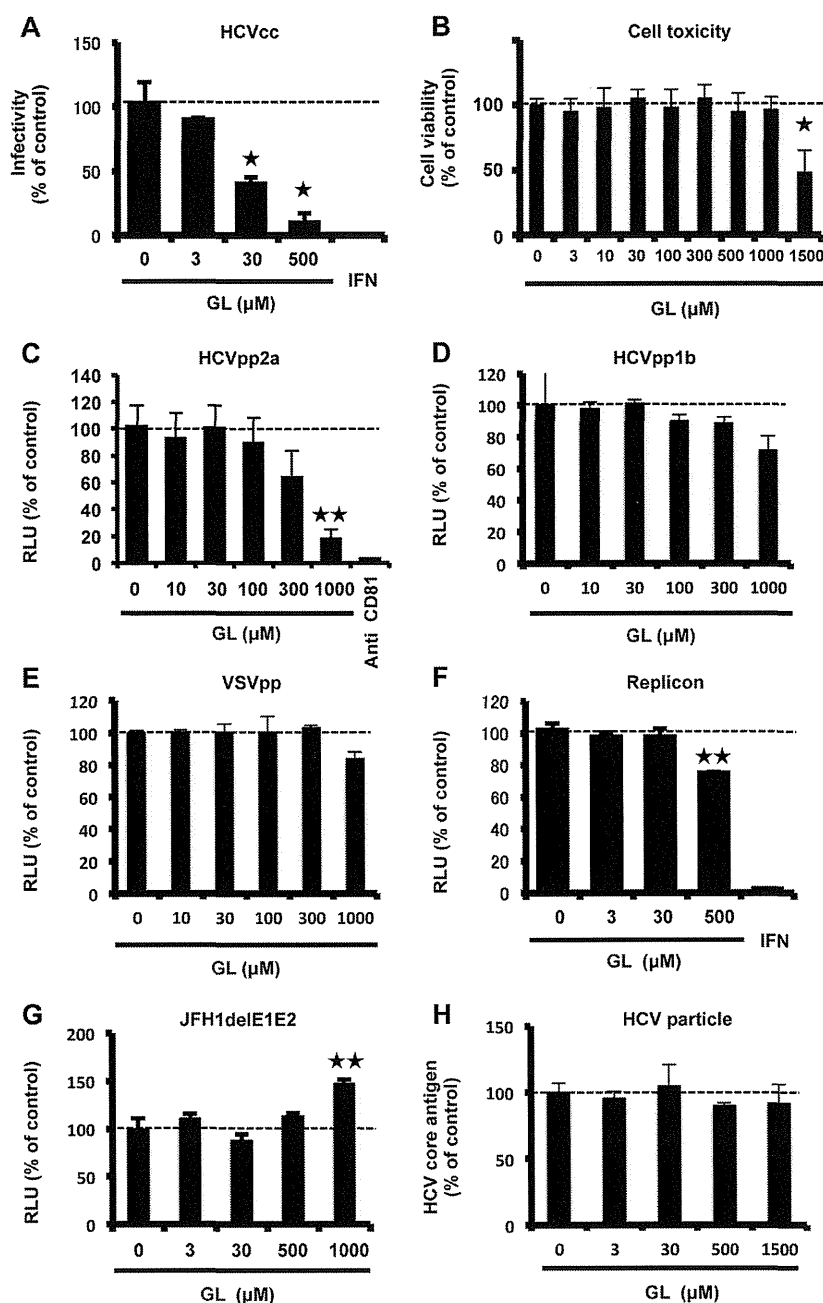 A
HCVcc
Infectivity
(% of control)
150
100
50
0
★
★
0 3 30 500
IFN
GL (µM)
B
Cell toxicity
Cell viability
(% of control)
150
100
50
0
★
0 3 10 30 100 300 500 1000 1500
GL (µM)
C
HCVpp2a
RLU (% of control)
140
120
100
80
60
40
20
0
★★
0 10 30 100 300 1000
Anti CD81
GL (µM)
D
HCVpp1b
RLU (% of control)
120
100
80
60
40
20
0
0 10 30 100 300 1000
GL (µM)
E
VSVpp
RLU (% of control)
120
100
80
60
40
20
0
0 10 30 100 300 1000
GL (µM)
F
Replicon
RLU (% of control)
120
100
80
60
40
20
0
★★
0 3 30 500
IFN
GL (µM)
G
JFH1delE1E2
RLU (% of control)
200
150
100
50
0
★★
0 3 30 500 1000
GL (µM)
H
HCV particle
HCV core antigen
(% of control)
150
100
50
0
0 3 30 500 1500
GL (µM)